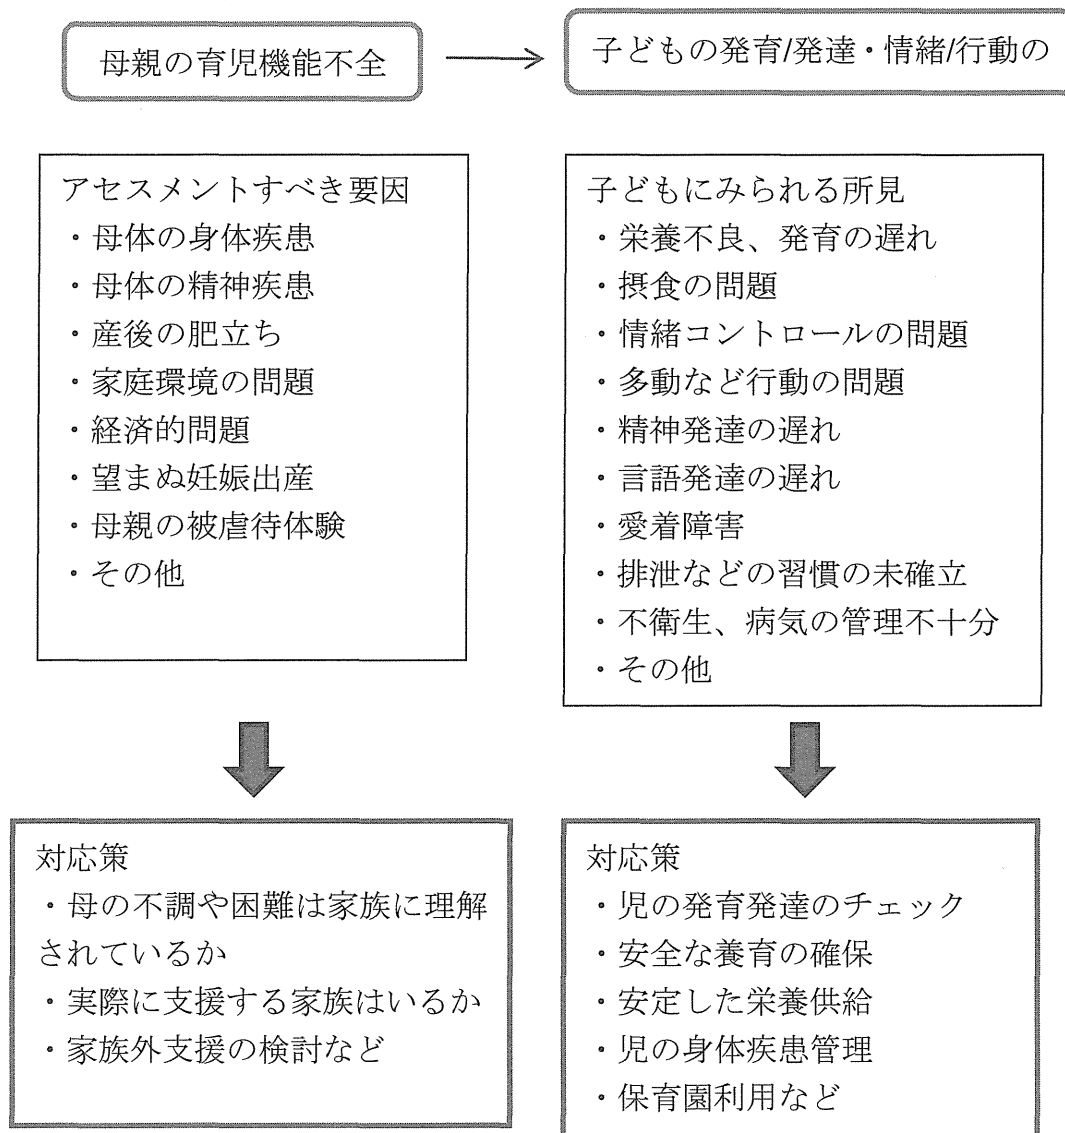 母親の育児機能不全
子どもの発育/発達・情緒/行動の
アセスメントすべき要因
・母体の身体疾患
・母体の精神疾患
・産後の肥立ち
・家庭環境の問題
・経済的問題
・望まぬ妊娠出産
・母親の被虐待体験
・その他
子どもにみられる所見
・栄養不良、発育の遅れ
・摂食の問題
・情緒コントロールの問題
・多動など行動の問題
・精神発達の遅れ
・言語発達の遅れ
・愛着障害
・排泄などの習慣の未確立
・不衛生、病気の管理不十分
・その他
対応策
・母の不調や困難は家族に理解
されているか
・実際に支援する家族はいるか
・家族外支援の検討など
対応策
・児の発育発達のチェック
・安全な養育の確保
・安定した栄養供給
・児の身体疾患管理
・保育園利用など